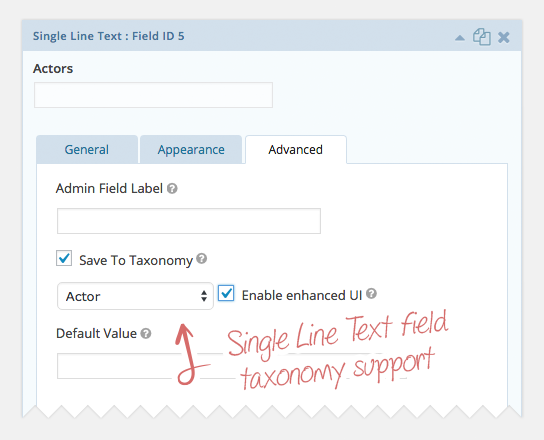 Single Line Text : Field ID 5
Actors
General Appearance Advanced
Admin Field Label ?
Save To Taxonomy ?
Actor Enable enhanced UI ?
Default Value ?
Single Line Text field
taxonomy support